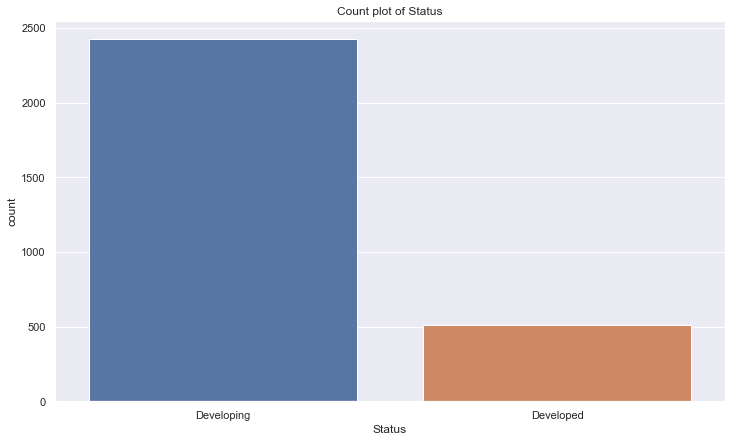 Count plot of Status
2500
2000
1500
1000
500
0
count
Developing
Developed
Status